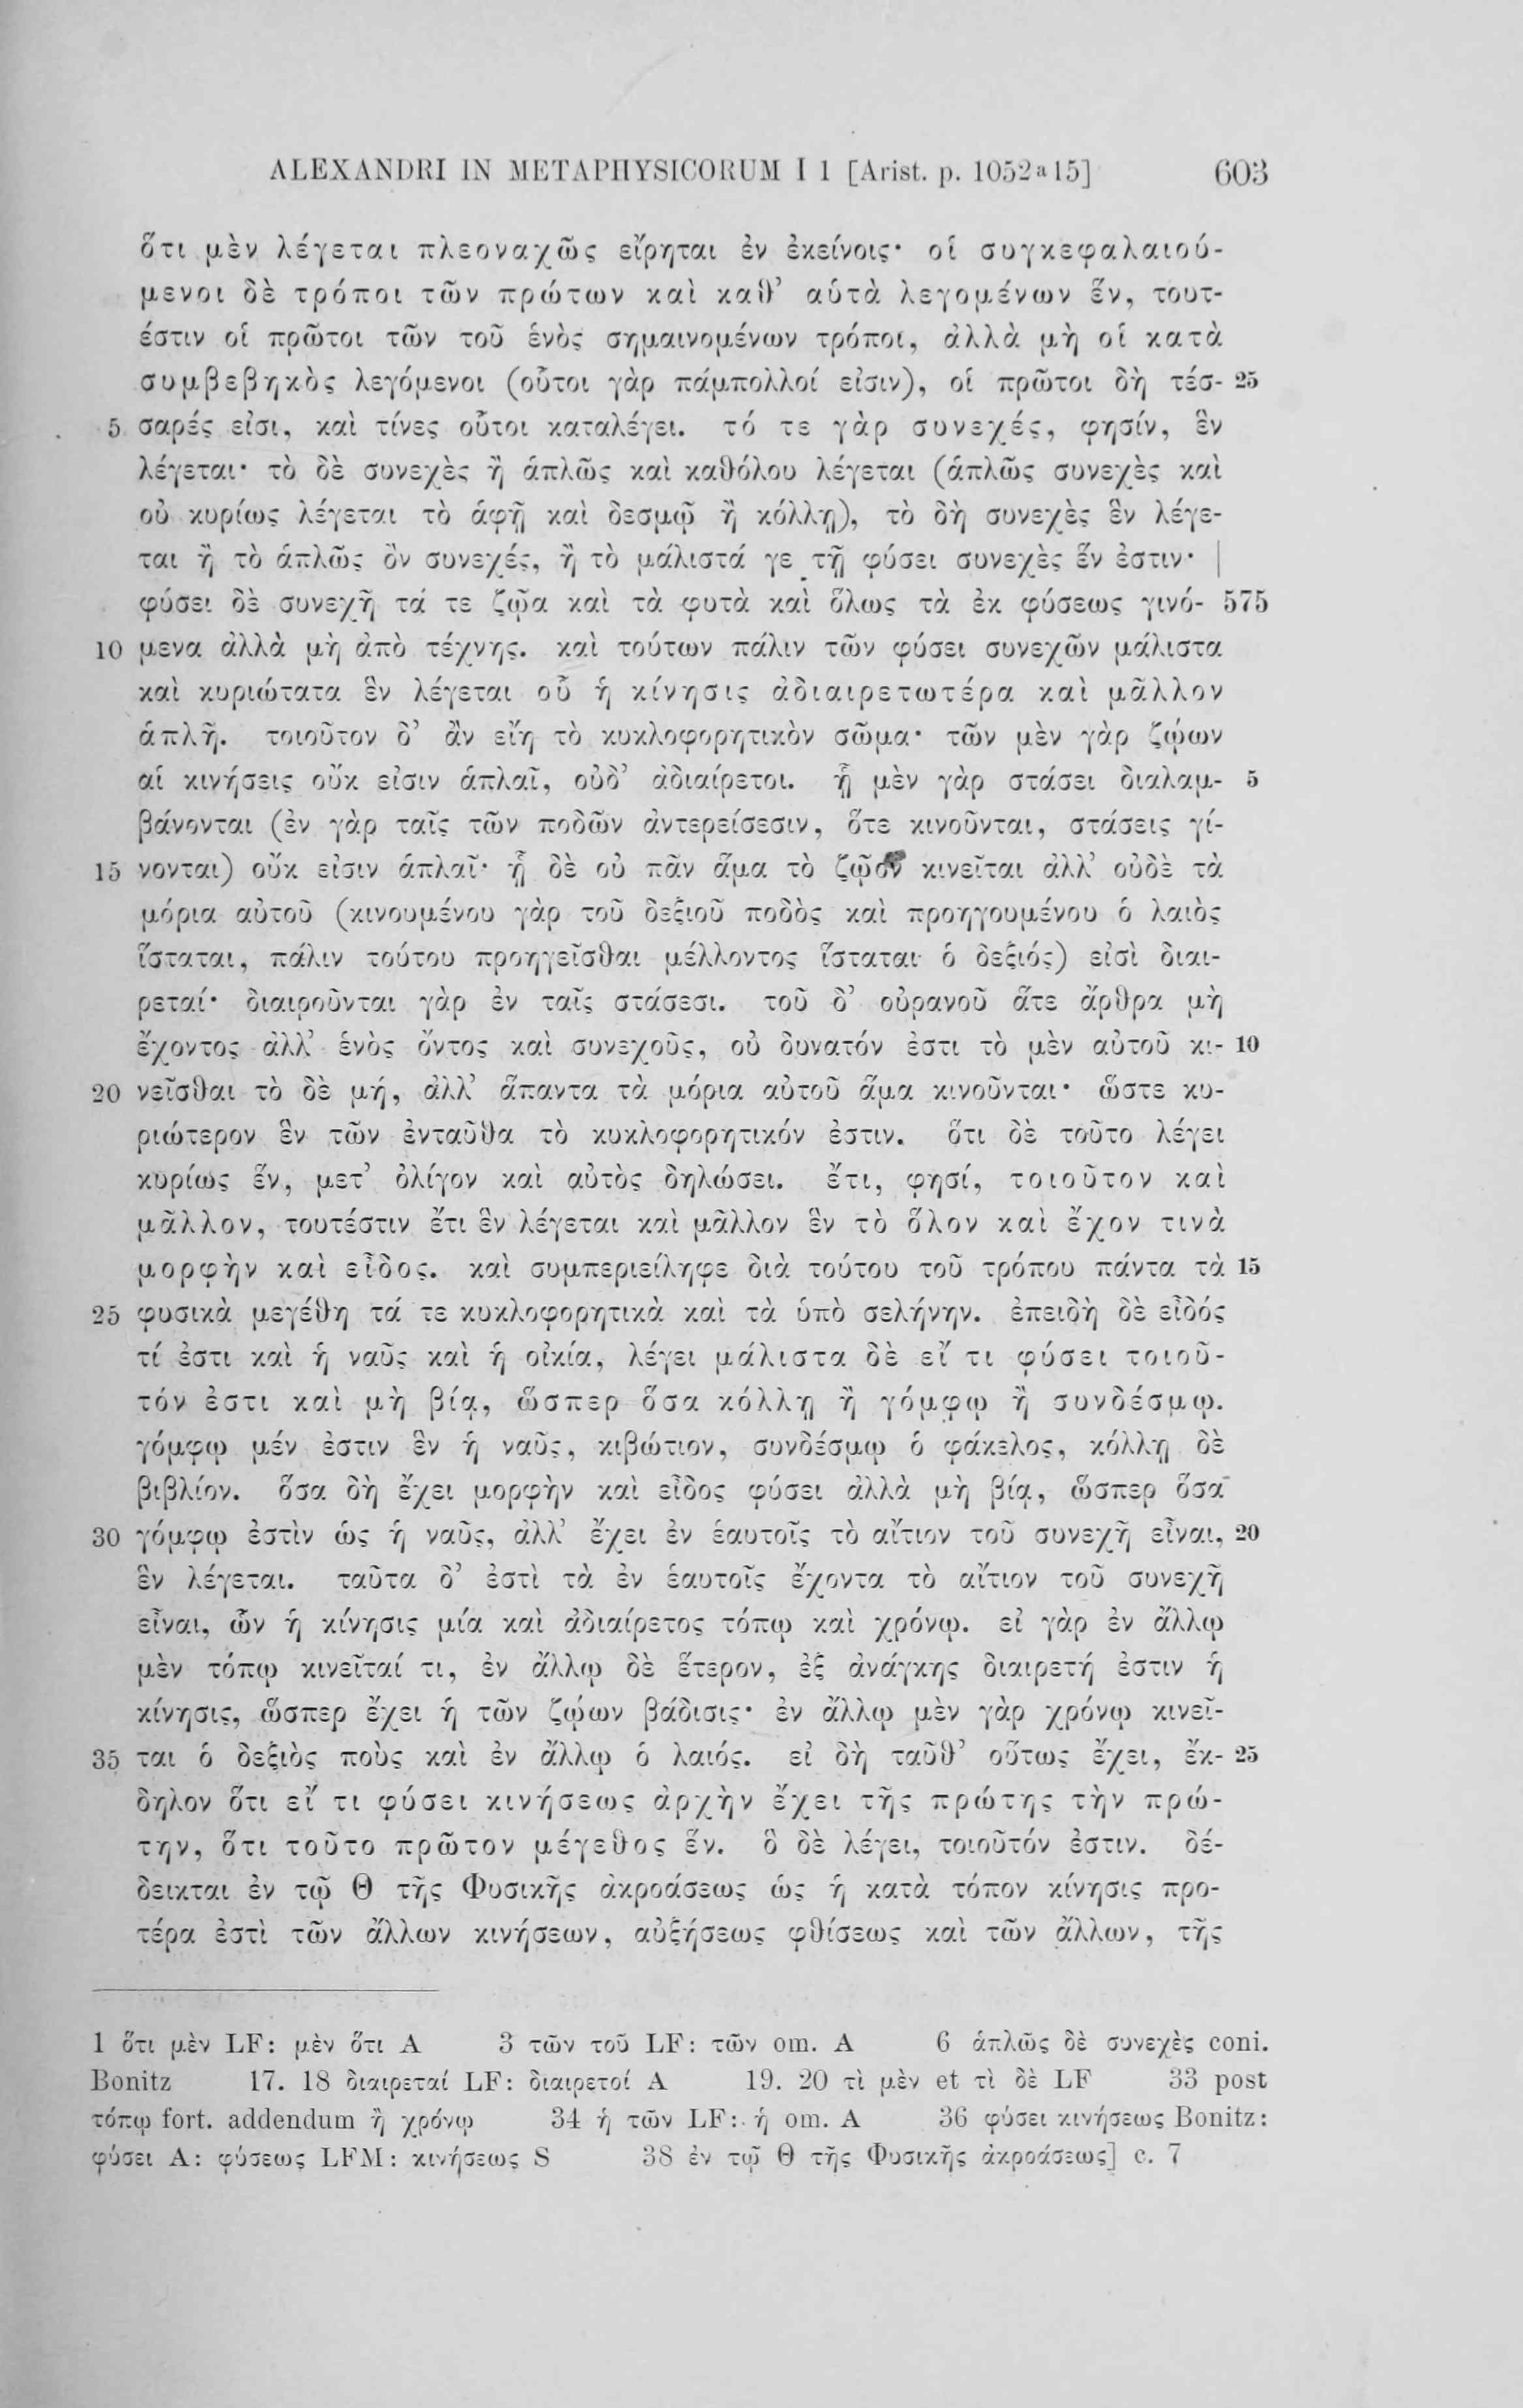 ALEXANDRI IN METAPHYSICORUM I 1 [Arist. p. 1052ᵃ15] 603
ὅτι μὲν λέγεται πλεοναχῶς εἴρηται ἐν ἐκείνοις· οἱ συγκεφαλαιού-
μενοι δὲ τρόποι τῶν πρώτων καὶ καθ’ αὑτὰ λεγομένων ἕν, τουτ-
έστιν οἱ πρῶτοι τῶν τοῦ ἑνὸς σημαινομένων τρόποι, ἀλλὰ μὴ οἱ κατὰ
συμβεβηκὸς λεγόμενοι (οὗτοι γὰρ πάμπολλοί εἰσιν), οἱ πρῶτοι δὴ τέσ- 25
5 σαρές εἰσι, καὶ τίνες οὗτοι καταλέγει. τό τε γὰρ συνεχές, φησίν, ἓν
λέγεται· τὸ δὲ συνεχὲς ἢ ἁπλῶς καὶ καθόλου λέγεται (ἁπλῶς συνεχὲς καὶ
οὐ κυρίως λέγεται τὸ ἁφῇ καὶ δεσμῷ ἢ κόλλῃ), τὸ δὴ συνεχὲς ἓν λέγε-
ται ἢ τὸ ἁπλῶς ὂν συνεχές, ἢ τὸ μάλιστά γε τῇ φύσει συνεχὲς ἕν ἐστιν· |
φύσει δὲ συνεχῆ τά τε ζῷα καὶ τὰ φυτὰ καὶ ὅλως τὰ ἐκ φύσεως γινό- 575
10 μενα ἀλλὰ μὴ ἀπὸ τέχνης. καὶ τούτων πάλιν τῶν φύσει συνεχῶν μάλιστα
καὶ κυριώτατα ἓν λέγεται οὗ ἡ κίνησις ἀδιαιρετωτέρα καὶ μᾶλλον
ἁπλῆ. τοιοῦτον δ’ ἂν εἴη τὸ κυκλοφορητικὸν σῶμα· τῶν μὲν γὰρ ζῴων
αἱ κινήσεις οὔκ εἰσιν ἁπλαῖ, οὐδ’ ἀδιαίρετοι. ᾗ μὲν γὰρ στάσει διαλαμ- 5
βάνονται (ἐν γὰρ ταῖς τῶν ποδῶν ἀντερείσεσιν, ὅτε κινοῦνται, στάσεις γί-
15 νονται) οὔκ εἰσιν ἁπλαῖ· ᾗ δὲ οὐ πᾶν ἅμα τὸ ζῷον κινεῖται ἀλλ’ οὐδὲ τὰ
μόρια αὐτοῦ (κινουμένου γὰρ τοῦ δεξιοῦ ποδὸς καὶ προηγουμένου ὁ λαιὸς
ἵσταται, πάλιν τούτου προηγεῖσθαι μέλλοντος ἵσταται ὁ δεξιός) εἰσὶ διαι-
ρεταί· διαιροῦνται γὰρ ἐν ταῖς στάσεσι. τοῦ δ’ οὐρανοῦ ἅτε ἄρθρα μὴ
ἔχοντος ἀλλ’ ἑνὸς ὄντος καὶ συνεχοῦς, οὐ δυνατόν ἐστι τὸ μὲν αὐτοῦ κι- 10
20 νεῖσθαι τὸ δὲ μή, ἀλλ’ ἅπαντα τὰ μόρια αὐτοῦ ἅμα κινοῦνται· ὥστε κυ-
ριώτερον ἓν τῶν ἐνταῦθα τὸ κυκλοφορητικόν ἐστιν. ὅτι δὲ τοῦτο λέγει
κυρίως ἕν, μετ’ ὀλίγον καὶ αὐτὸς δηλώσει. ἔτι, φησί, τοιοῦτον καὶ
μᾶλλον, τουτέστιν ἔτι ἓν λέγεται καὶ μᾶλλον ἓν τὸ ὅλον καὶ ἔχον τινὰ
μορφὴν καὶ εἶδος. καὶ συμπεριείληφε διὰ τούτου τοῦ τρόπου πάντα τὰ 15
25 φυσικὰ μεγέθη τά τε κυκλοφορητικὰ καὶ τὰ ὑπὸ σελήνην. ἐπειδὴ δὲ εἶδός
τί ἐστι καὶ ἡ ναῦς καὶ ἡ οἰκία, λέγει μάλιστα δὲ εἴ τι φύσει τοιοῦ-
τόν ἐστι καὶ μὴ βίᾳ, ὥσπερ ὅσα κόλλῃ ἢ γόμφῳ ἢ συνδέσμῳ.
γόμφῳ μέν ἐστιν ἓν ἡ ναῦς, κιβώτιον, συνδέσμῳ ὁ φάκελος, κόλλῃ δὲ
βιβλίον. ὅσα δὴ ἔχει μορφὴν καὶ εἶδος φύσει ἀλλὰ μὴ βίᾳ, ὥσπερ ὅσα
30 γόμφῳ ἐστὶν ὡς ἡ ναῦς, ἀλλ’ ἔχει ἐν ἑαυτοῖς τὸ αἴτιον τοῦ συνεχῆ εἶναι, 20
ἓν λέγεται. ταῦτα δ’ ἐστὶ τὰ ἐν ἑαυτοῖς ἔχοντα τὸ αἴτιον τοῦ συνεχῆ
εἶναι, ὧν ἡ κίνησις μία καὶ ἀδιαίρετος τόπῳ καὶ χρόνῳ. εἰ γὰρ ἐν ἄλλῳ
μὲν τόπῳ κινεῖταί τι, ἐν ἄλλῳ δὲ ἕτερον, ἐξ ἀνάγκης διαιρετή ἐστιν ἡ
κίνησις, ὥσπερ ἔχει ἡ τῶν ζῴων βάδισις· ἐν ἄλλῳ μὲν γὰρ χρόνῳ κινεῖ-
35 ται ὁ δεξιὸς ποὺς καὶ ἐν ἄλλῳ ὁ λαιός. εἰ δὴ ταῦθ’ οὕτως ἔχει, ἔκ- 25
δηλον ὅτι εἴ τι φύσει κινήσεως ἀρχὴν ἔχει τῆς πρώτης τὴν πρώ-
την, ὅτι τοῦτο πρῶτον μέγεθος ἕν. ὃ δὲ λέγει, τοιοῦτόν ἐστιν. δέ-
δεικται ἐν τῷ Θ τῆς Φυσικῆς ἀκροάσεως ὡς ἡ κατὰ τόπον κίνησις προ-
τέρα ἐστὶ τῶν ἄλλων κινήσεων, αὐξήσεως φθίσεως καὶ τῶν ἄλλων, τῆς
1 ὅτι μὲν LF: μὲν ὅτι A 3 τῶν τοῦ LF: τῶν om. A 6 ἁπλῶς δὲ συνεχὲς coni.
Bonitz 17. 18 διαιρεταί LF: διαιρετοί A 19. 20 τὶ μὲν et τὶ δὲ LF 33 post
τόπῳ fort. addendum ἢ χρόνῳ 34 ἡ τῶν LF: ἡ om. A 36 φύσει κινήσεως Bonitz:
φύσει A: φύσεως LFM: κινήσεως S 38 ἐν τῷ Θ τῆς Φυσικῆς ἀκροάσεως] c. 7